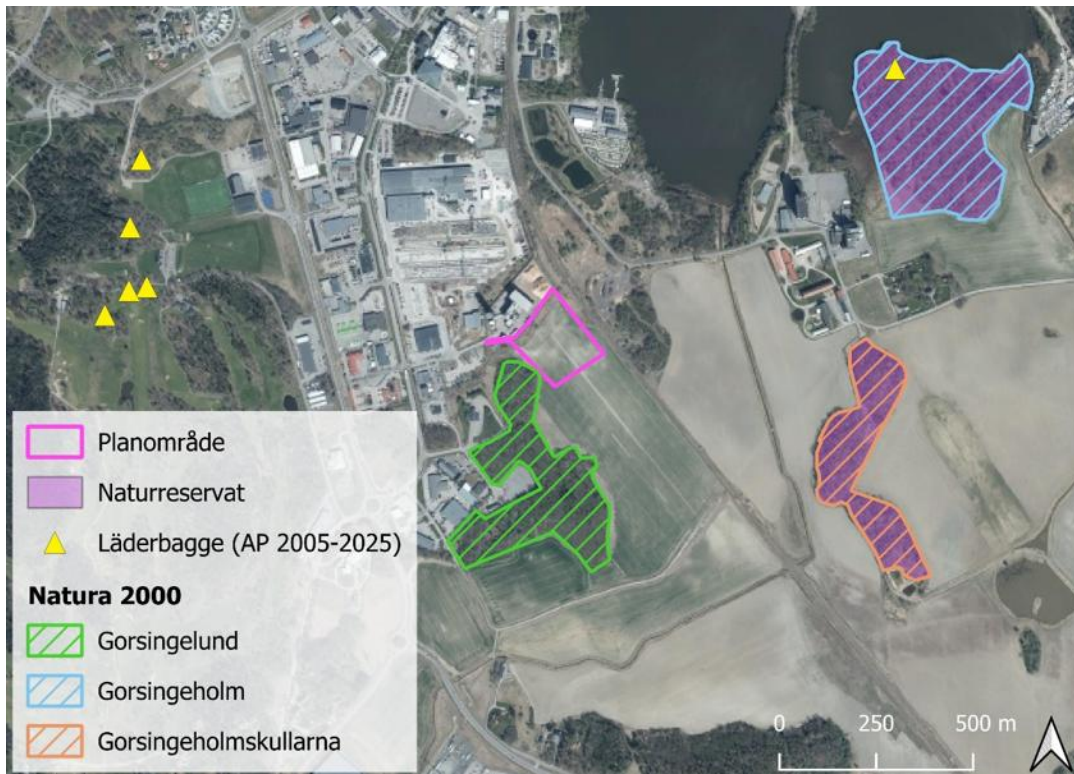 Planområde
Naturreservat
Läderbagge (AP 2005-2025)
Natura 2000
Gorsingelund
Gorsingeholm
Gorsingeholmskullarna
0 250 500 m